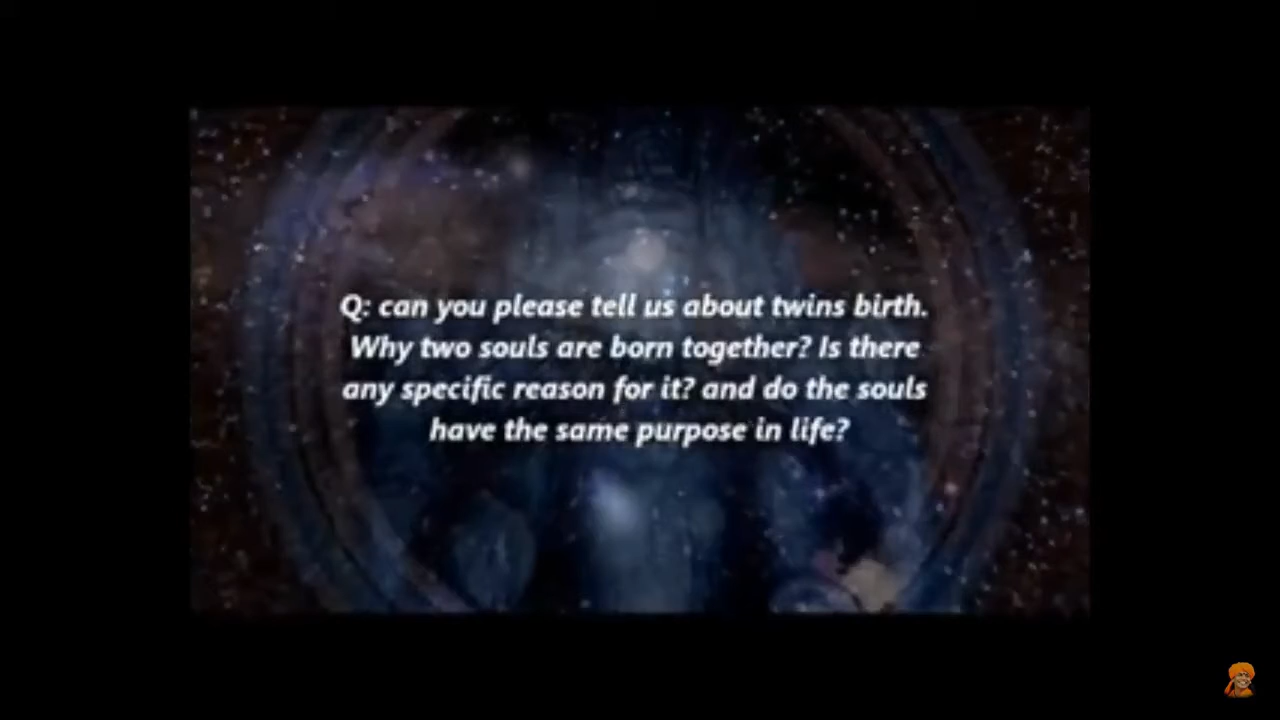 Q: can you please tell us about twins birth.
Why two souls are born together? Is there
any specific reason for it? and do the souls
have the same purpose in life?